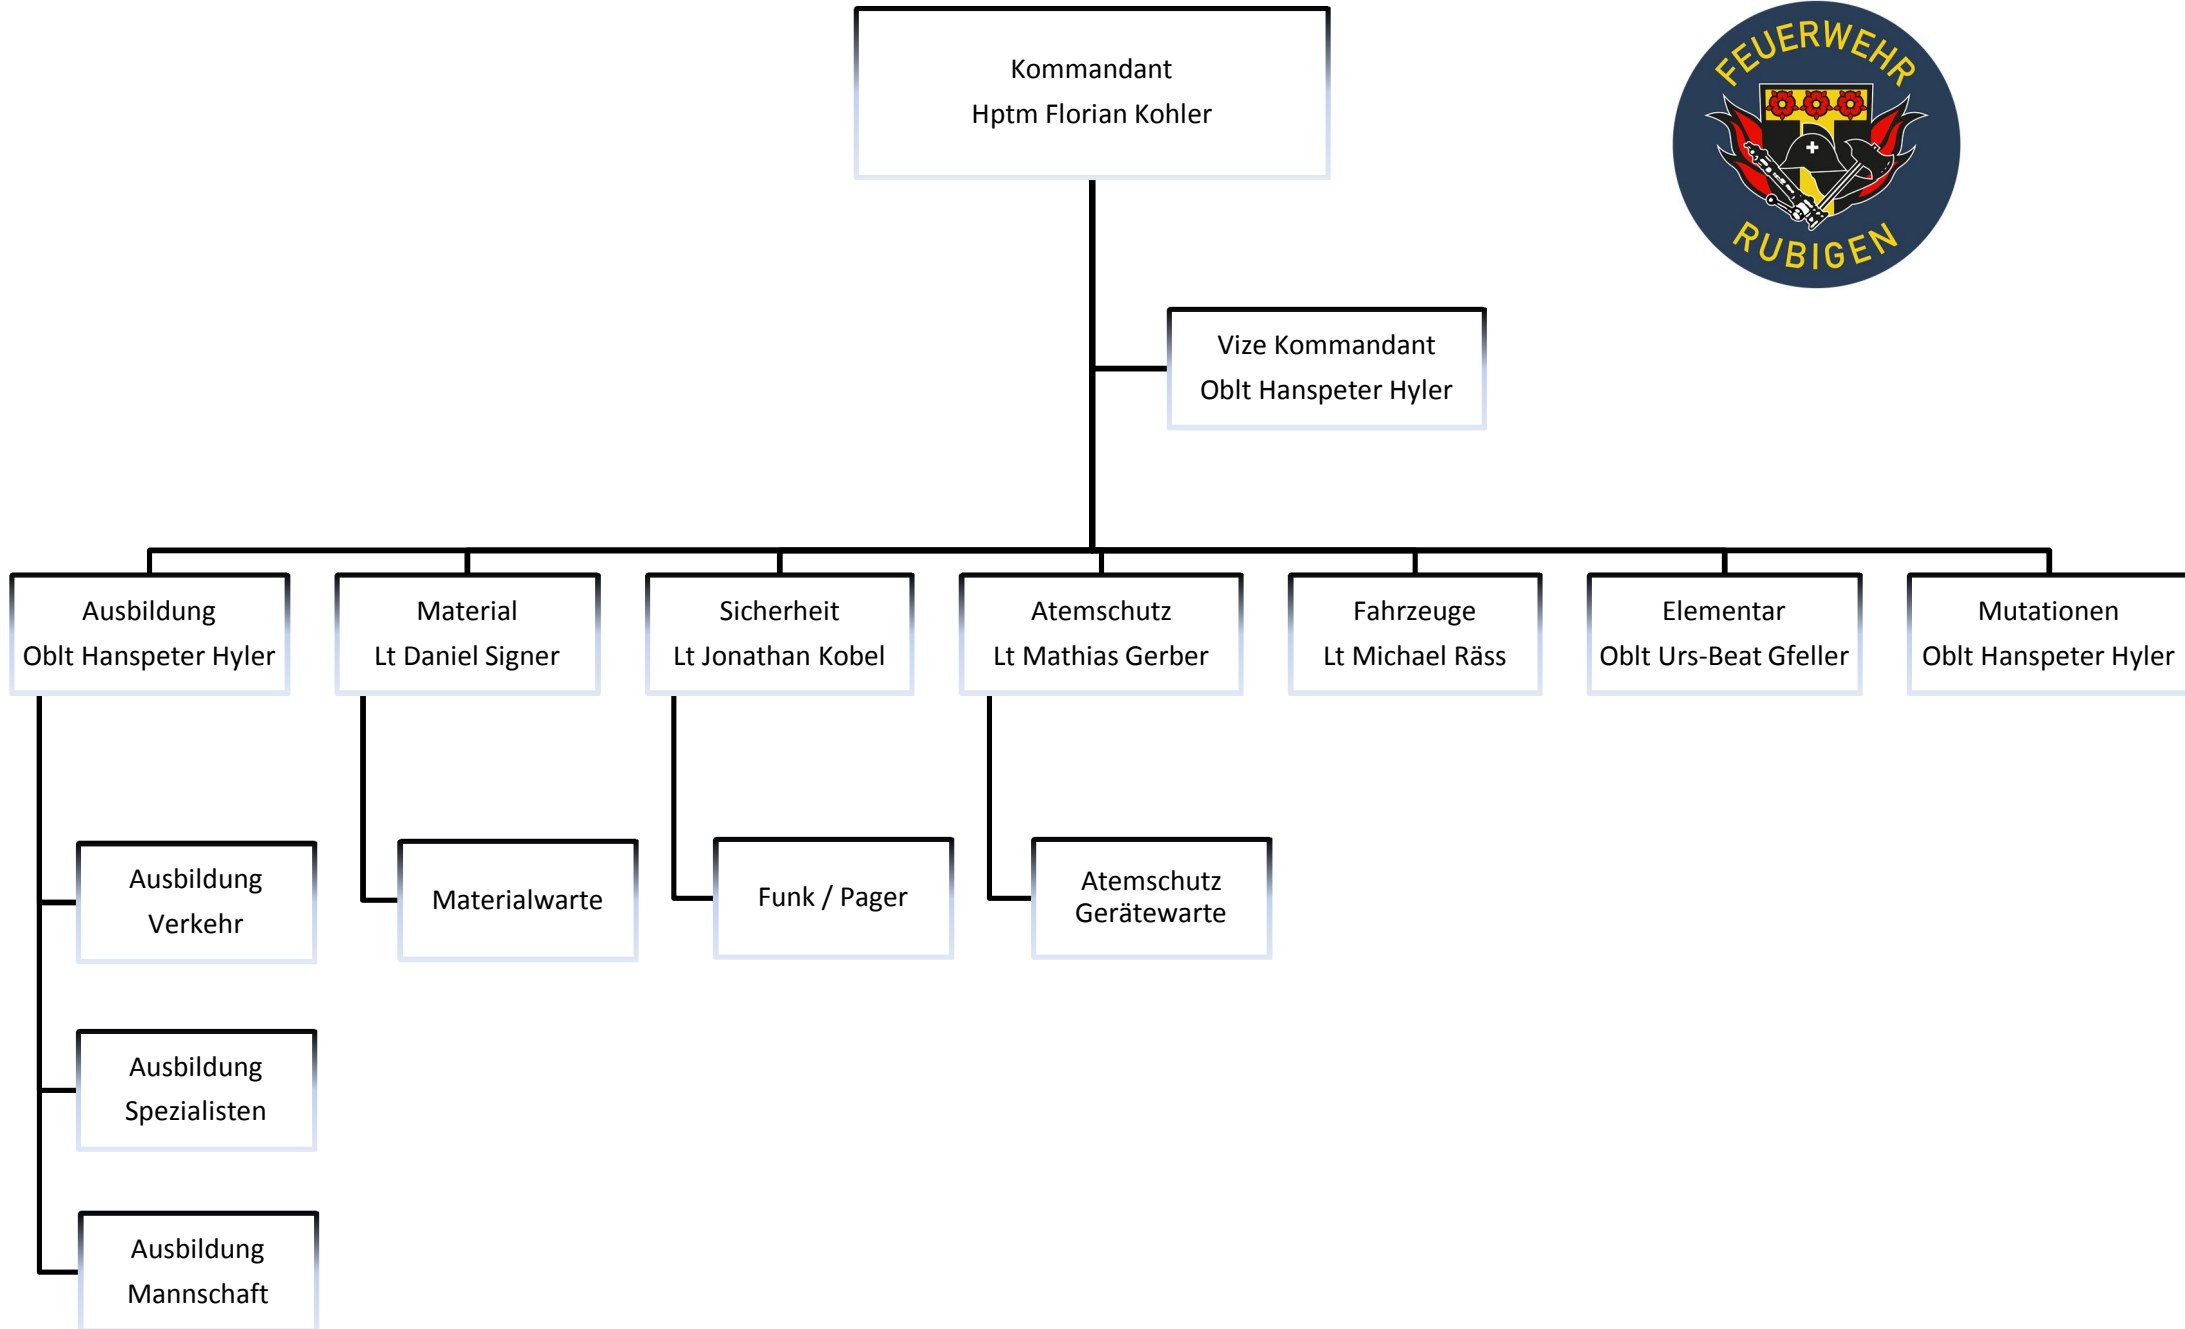 Kommandant
Hptm Florian Kohler
FEUERWEHR
RUBIGEN
Vize Kommandant
Oblt Hanspeter Hyler
Ausbildung
Oblt Hanspeter Hyler
Material
Lt Daniel Signer
Sicherheit
Lt Jonathan Kobel
Atemschutz
Lt Mathias Gerber
Fahrzeuge
Lt Michael Räss
Elementar
Oblt Urs-Beat Gfeller
Mutationen
Oblt Hanspeter Hyler
Ausbildung
Verkehr
Materialwarte
Funk / Pager
Atemschutz
Gerätewarte
Ausbildung
Spezialisten
Ausbildung
Mannschaft